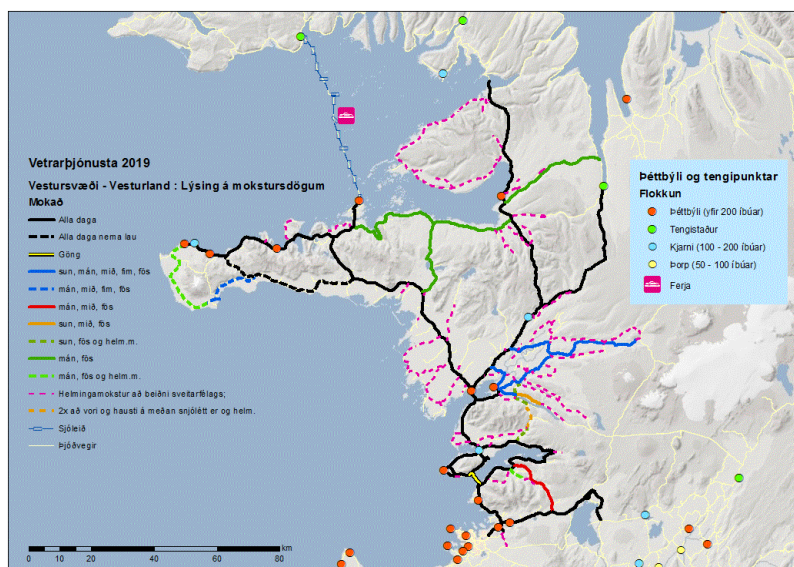 Vetrarþjónusta 2019
Vestursvæði - Vesturland : Lýsing á mokstursdögum
Mokað
Alla daga
Alla daga nema lau
Göng
sun, mán, mið, fim, fös
mán, mið, fim, fös
mán, mið, fös
sun, mið, fös
sun, fös og helm.m.
mán, fös
mán, fös og helm.m.
Helmingamokstur að beiðni sveitarfélags;
2x að vori og hausti á meðan snjólétt er og helm.
Sjóleið
Þjóðvegir
0 20 40 60 80
km
Þéttbýli og tengipunktar
Flokkun
Þéttbýli (yfir 200 íbúar)
Tengistaður
Kjarni (100 - 200 íbúar)
Þorp (50 - 100 íbúar)
Ferja